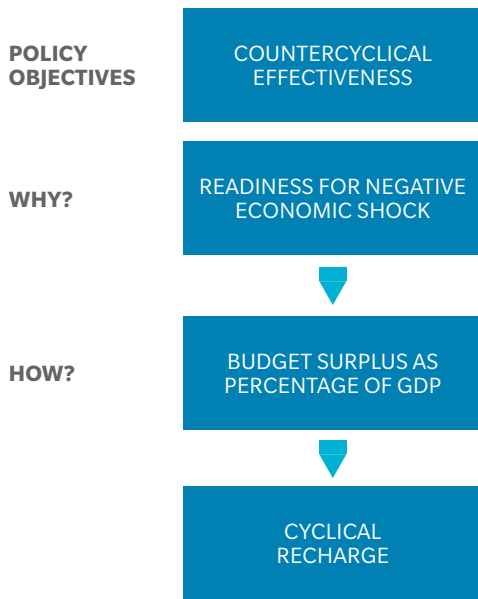 POLICY
OBJECTIVES
COUNTERCYCLICAL
EFFECTIVENESS
WHY?
READINESS FOR NEGATIVE
ECONOMIC SHOCK
HOW?
BUDGET SURPLUS AS
PERCENTAGE OF GDP
CYCLICAL
RECHARGE